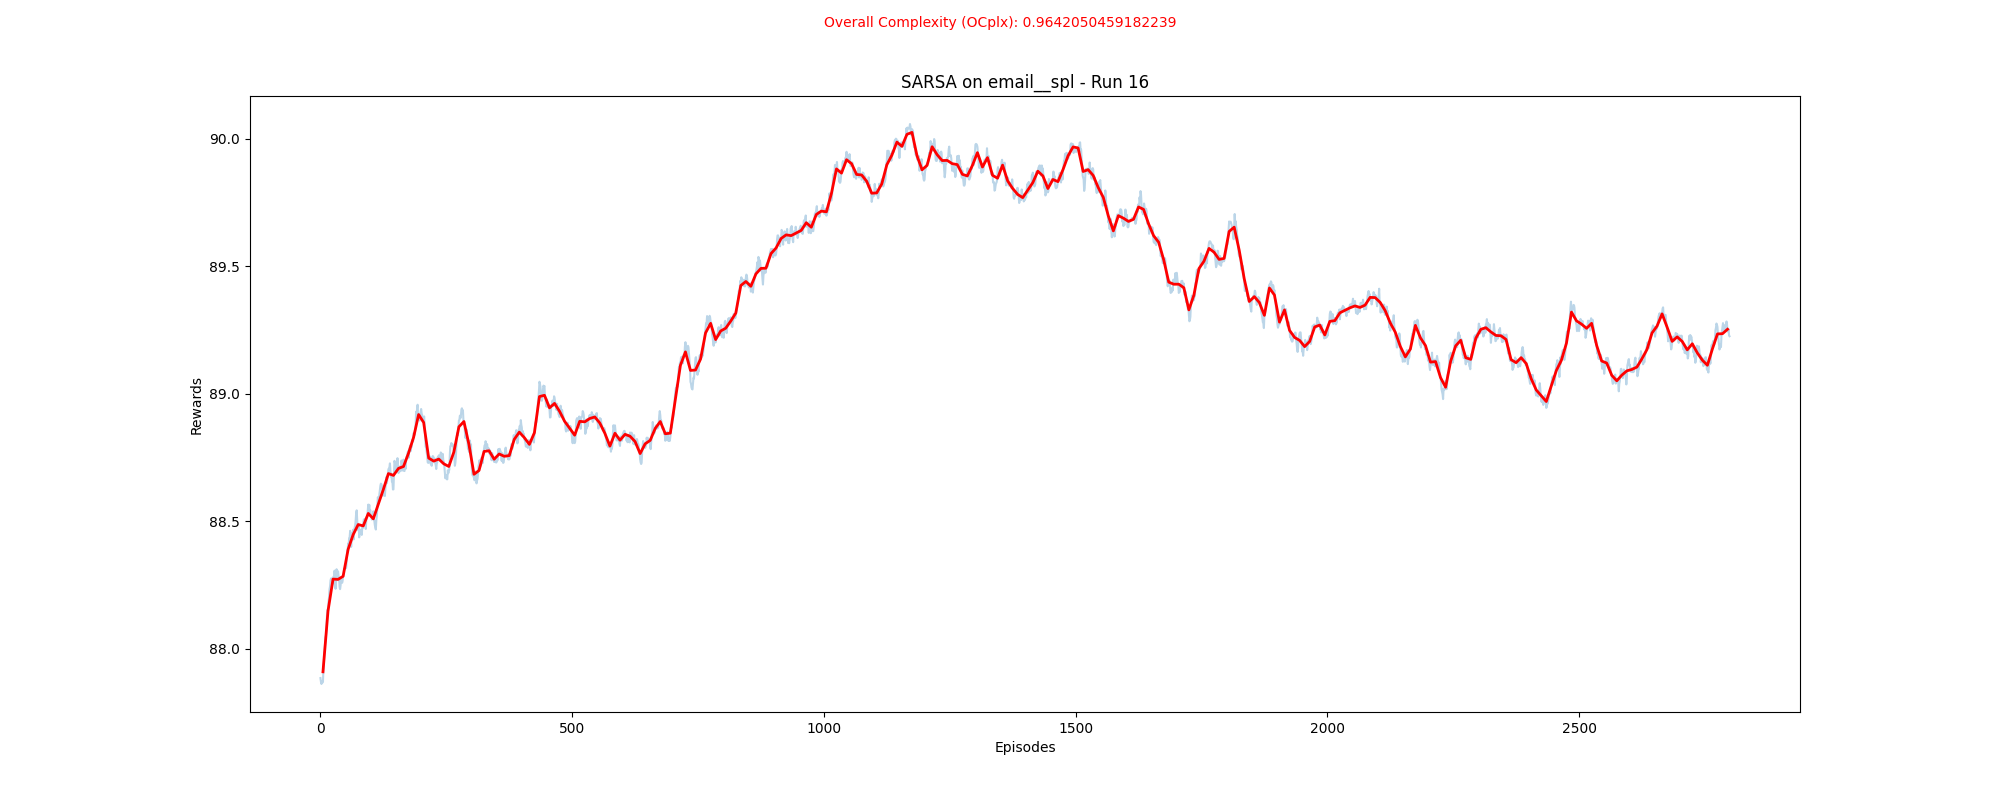 Overall Complexity (OCplx): 0.9642050459182239
SARSA on email__spl - Run 16
90.0
89.5
89.0
88.5
88.0
Rewards
0 500 1000 1500 2000 2500
Episodes